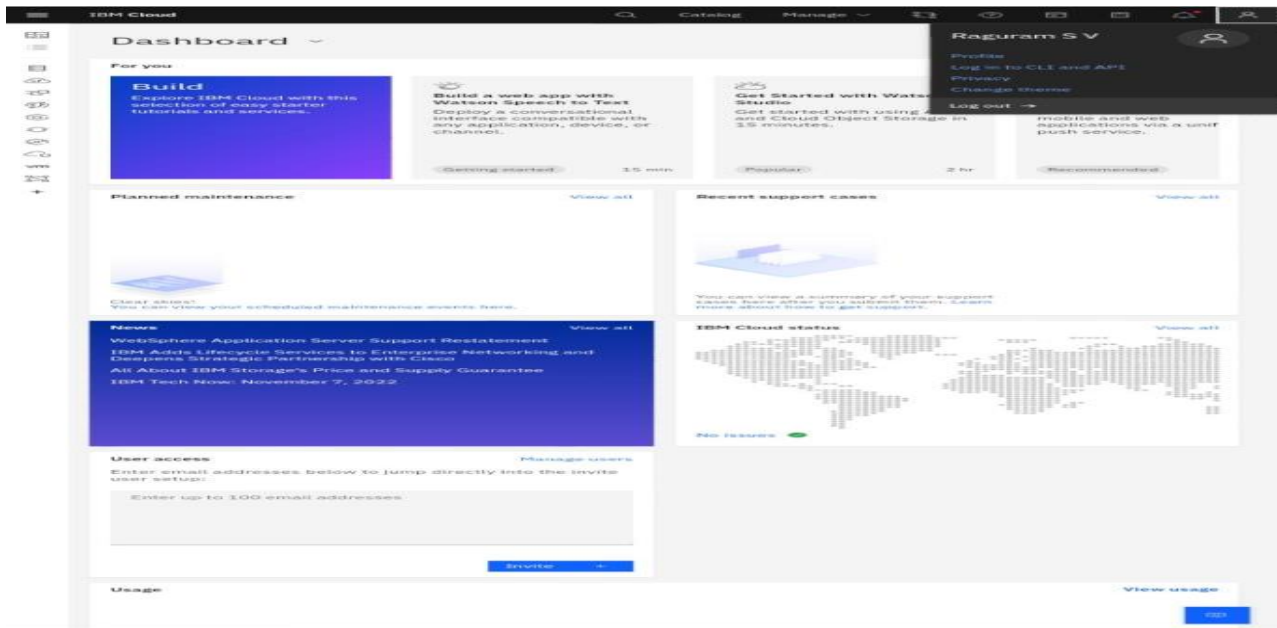 IBM Cloud
Catalog
Manage
Dashboard
Raguram S V
Profile
Log in to CLI and API
Privacy
Change theme
Log out →
For you
Build
Explore IBM Cloud with this
selection of easy starter
tutorials and services.
Build a web app with
Watson Speech to Text
Deploy a conversational
interface compatible with
any application, device, or
channel.
Getting started
15 min
Get Started with
Studio
Get started with using
and Cloud Object Storage in
15 minutes.
Popular
2 hr
mobile and web
applications via a unif
push service.
Recommended
Planned maintenance
View all
Clear skies!
You can view your scheduled maintenance events here.
Recent support cases
View all
You can view a summary of your support
cases here after you submit them. Learn
more about how to get support.
News
View all
WebSphere Application Server Support Restatement
IBM Adds Lifecycle Services to Enterprise Networking and
Deepens Strategic Partnership with Cisco
All About IBM Storage's Price and Supply Guarantee
IBM Tech Now: November 7, 2022
IBM Cloud status
View all
No issues
User access
Manage users
Enter email addresses below to jump directly into the invite
user setup:
Enter up to 100 email addresses
Invite +
Usage
View usage